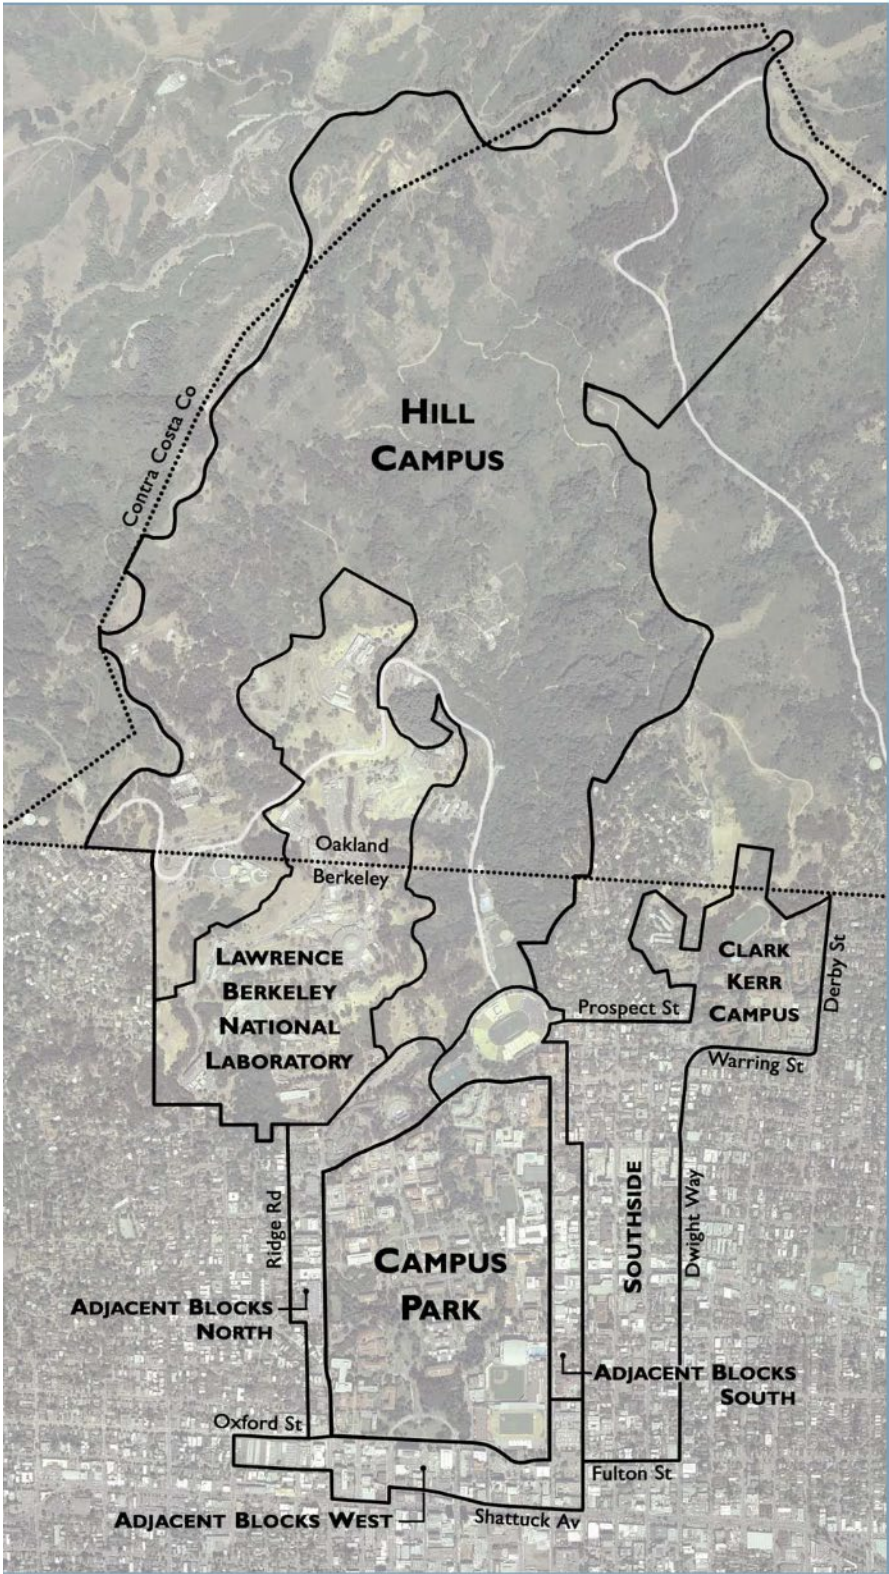 Contra Costa Co
HILL
CAMPUS
Oakland
Berkeley
LAWRENCE
BERKELEY
NATIONAL
LABORATORY
CLARK
KERR
CAMPUS
Derby St
Prospect St
Warring St
Ridge Rd
SOUTHSIDE
Dwight Way
CAMPUS
PARK
ADJACENT BLOCKS
NORTH
ADJACENT BLOCKS
SOUTH
Oxford St
Fulton St
ADJACENT BLOCKS WEST
Shattuck Av